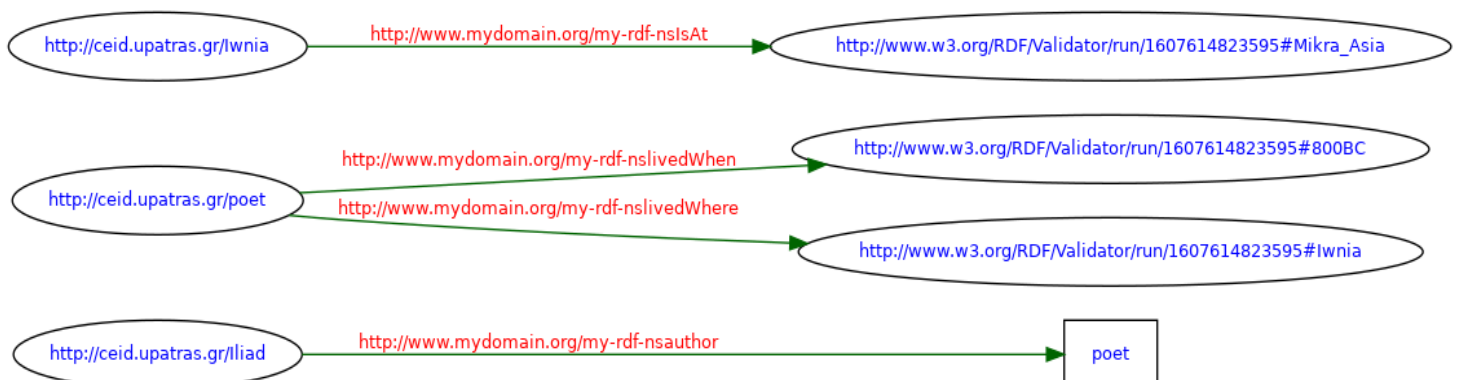 http://ceid.upatras.gr/Iwnia
http://www.mydomain.org/my-rdf-nsIsAt
http://www.w3.org/RDF/Validator/run/1607614823595#Mikra_Asia
http://ceid.upatras.gr/poet
http://www.mydomain.org/my-rdf-nslivedWhen
http://www.w3.org/RDF/Validator/run/1607614823595#800BC
http://www.mydomain.org/my-rdf-nslivedWhere
http://www.w3.org/RDF/Validator/run/1607614823595#Iwnia
http://ceid.upatras.gr/Iliad
http://www.mydomain.org/my-rdf-nsauthor
poet